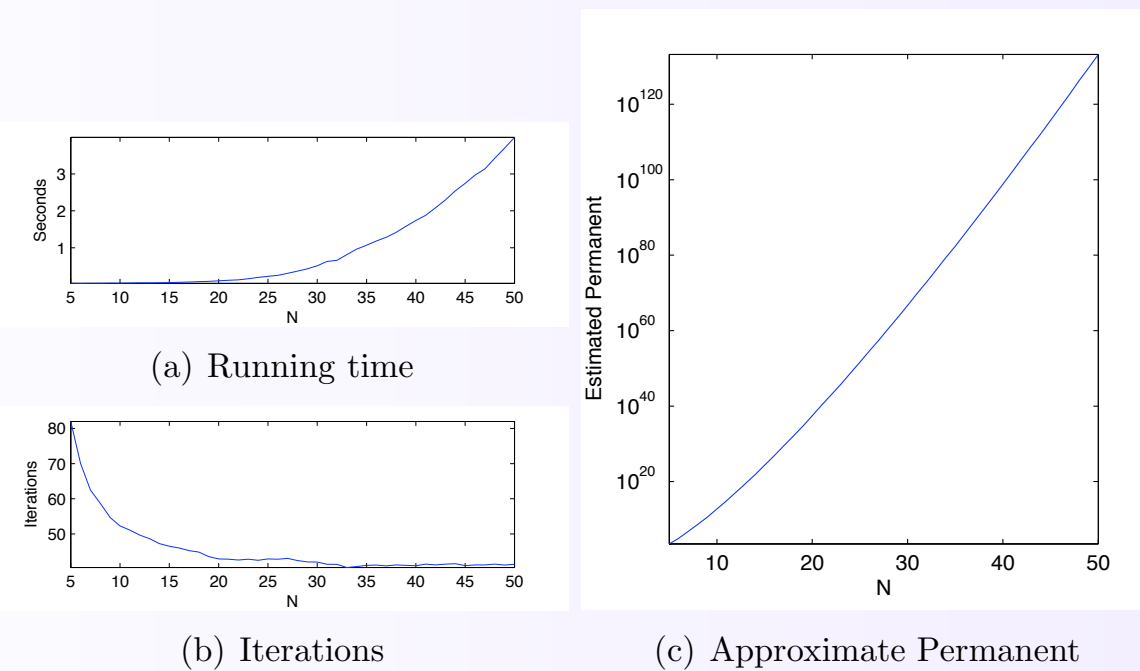 3
2
1
Seconds
5 10 15 20 25 30 35 40 45 50
N
(a) Running time
80
70
60
50
Iterations
5 10 15 20 25 30 35 40 45 50
N
(b) Iterations
10^120
10^100
10^80
10^60
10^40
10^20
Estimated Permanent
10 20 30 40 50
N
(c) Approximate Permanent